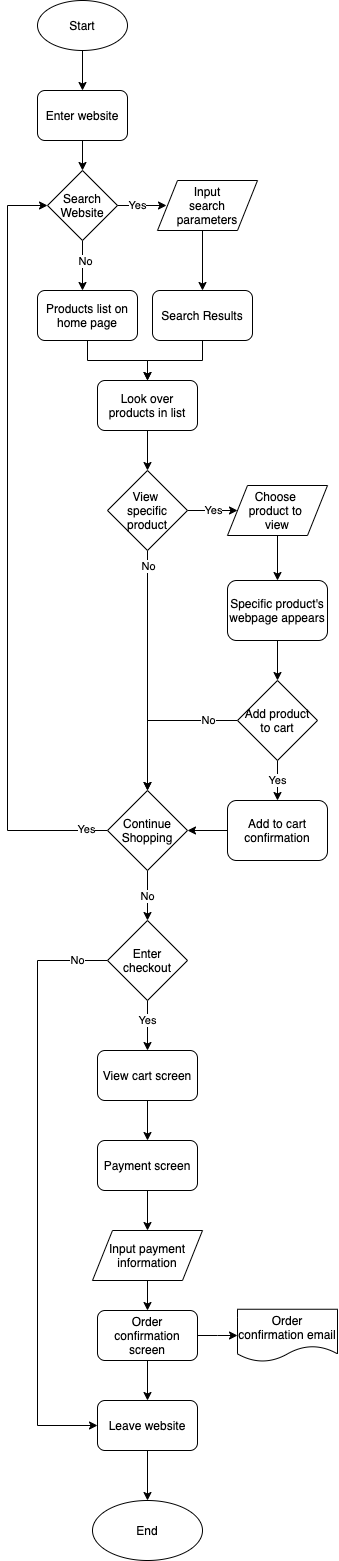 Start
Enter website
Search
Website
Yes
Input
search
parameters
No
Products list on
home page
Search Results
Look over
products in list
View
specific
product
Yes
Choose
product to
view
No
Specific product's
webpage appears
Add product
to cart
No
Yes
Continue
Shopping
Yes
Add to cart
confirmation
No
Enter
checkout
No
Yes
View cart screen
Payment screen
Input payment
information
Order
confirmation
screen
Order
confirmation email
Leave website
End